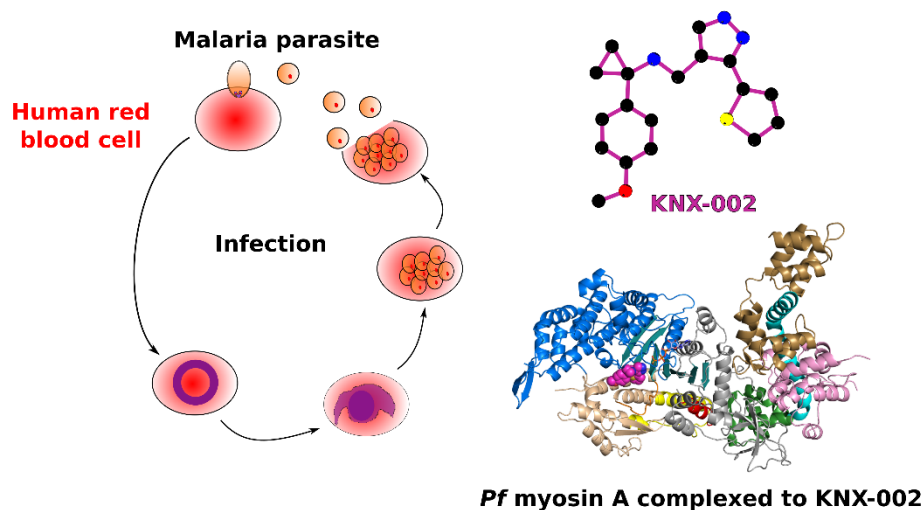 Malaria parasite
Human red
blood cell
Infection
KNX-002
Pf myosin A complexed to KNX-002